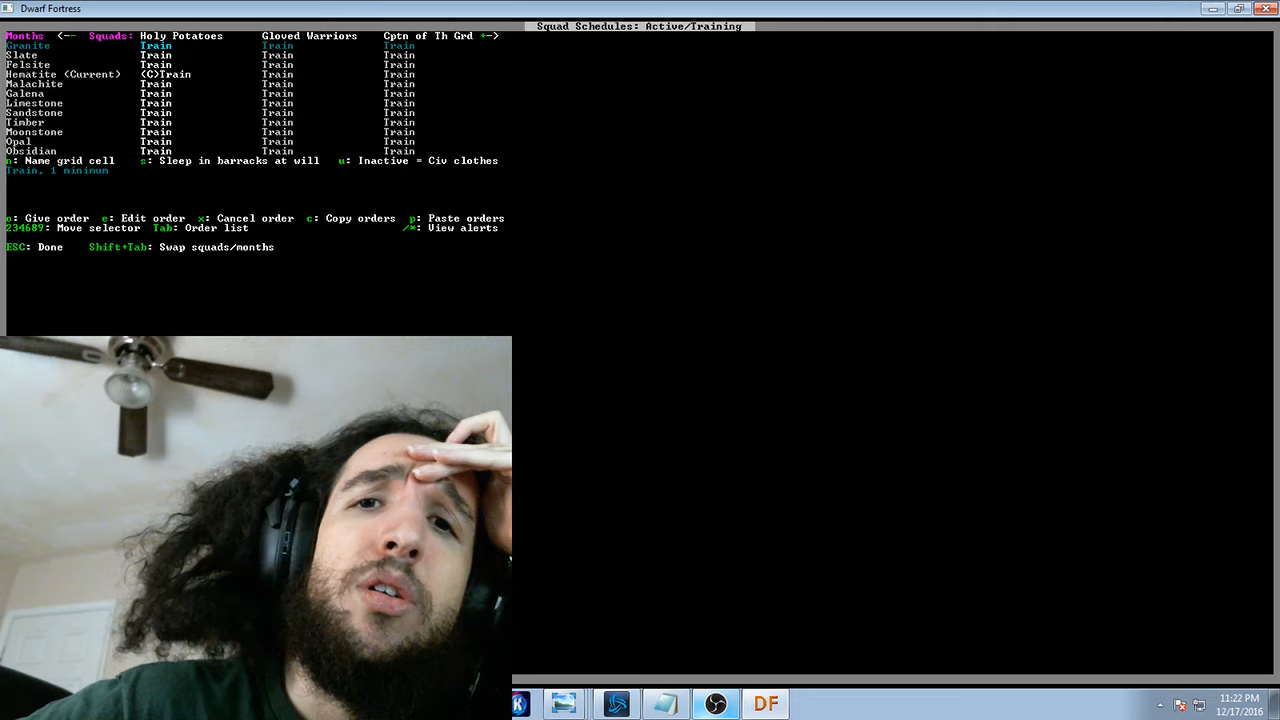 Dwarf Fortress
Squad Schedules: Active/Training
Months <-- Squads: Holy Potatoes Gloved Warriors Cptn of Th Grd +->
Granite Train Train Train
Slate Train Train Train
Felsite Train Train Train
Hematite (Current) (C)Train Train Train
Malachite Train Train Train
Galena Train Train Train
Limestone Train Train Train
Sandstone Train Train Train
Timber Train Train Train
Moonstone Train Train Train
Opal Train Train Train
Obsidian Train Train Train
n: Name grid cell s: Sleep in barracks at will u: Inactive = Civ clothes
Train, 1 minimum
o: Give order e: Edit order x: Cancel order c: Copy orders p: Paste orders
234689: Move selector Tab: Order list /*: View alerts
ESC: Done Shift+Tab: Swap squads/months
DF
11:22 PM
12/17/2016